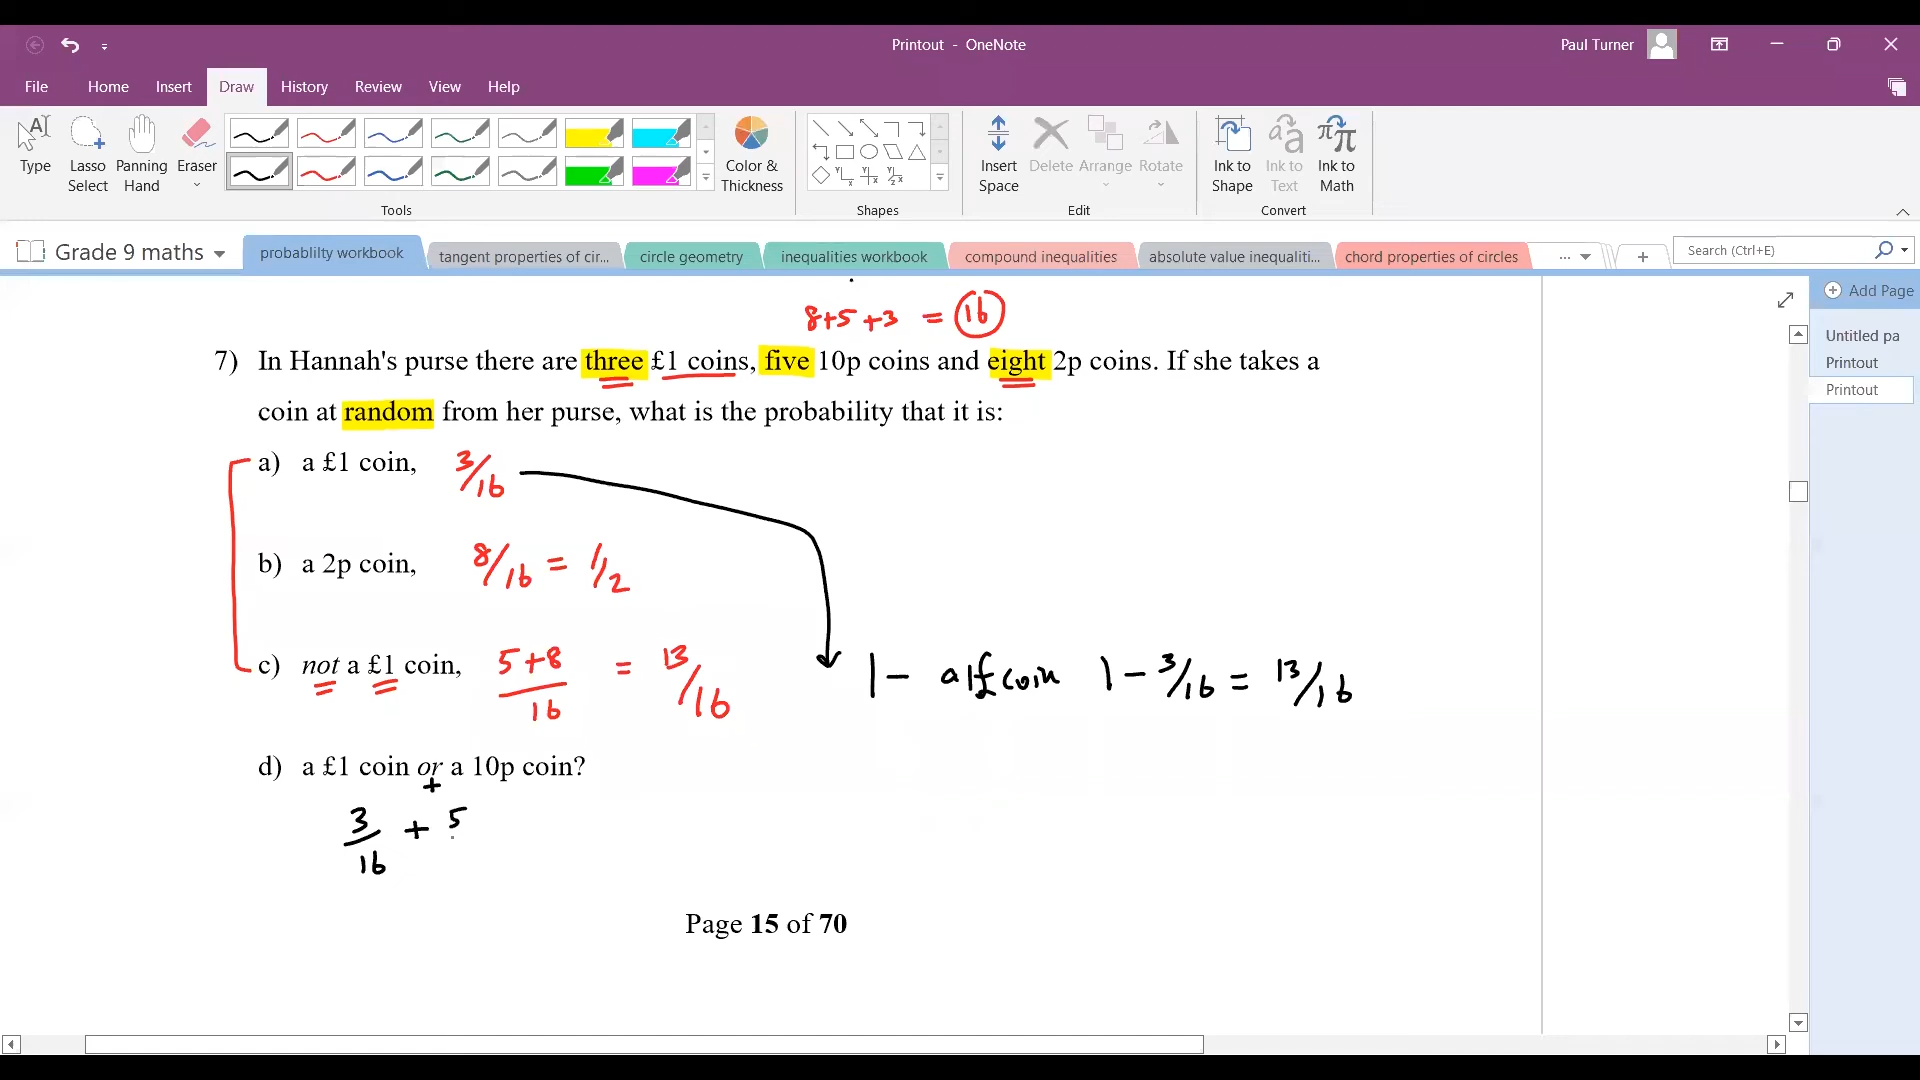 Printout - OneNote
Paul Turner
File Home Insert Draw History Review View Help
Type
Lasso Select
Panning Hand
Eraser
Color & Thickness
Insert Space
Delete
Arrange
Rotate
Ink to Shape
Ink to Text
Ink to Math
Tools
Shapes
Edit
Convert
Grade 9 maths
probablilty workbook
tangent properties of cir...
circle geometry
inequalities workbook
compound inequalities
absolute value inequaliti...
chord properties of circles
...
Search (Ctrl+E)
Add Page
Untitled pa
Printout
Printout
8+5+3 = 16
7) In Hannah's purse there are three £1 coins, five 10p coins and eight 2p coins. If she takes a
coin at random from her purse, what is the probability that it is:
a) a £1 coin, 3/16
b) a 2p coin, 8/16 = 1/2
c) not a £1 coin, 5+8/16 = 13/16 1 - a1£coin 1 - 3/16 = 13/16
d) a £1 coin or a 10p coin?
+
3/16 + 5
Page 15 of 70